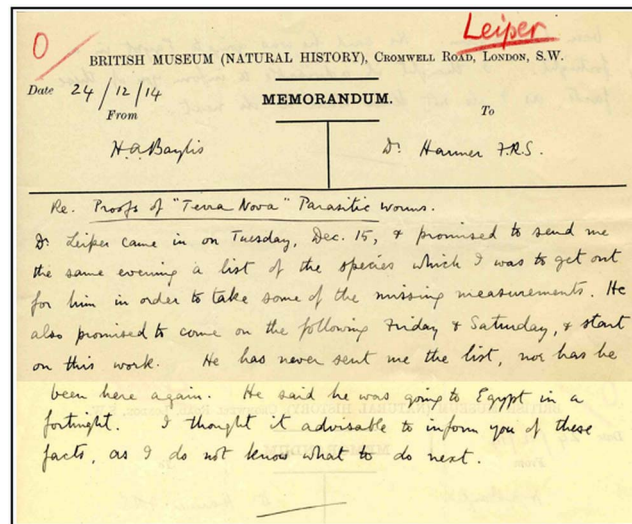 O
Leiper
BRITISH MUSEUM (NATURAL HISTORY), CROMWELL ROAD, LONDON, S.W.
Date 24/12/14
MEMORANDUM.
From
To
H.A. Baylis
Dr. Harmer F.R.S.
Re. Proofs of "Terra Nova" Parasitic worms.
Dr. Leiper came in on Tuesday, Dec. 15, & promised to send me
the same evening a list of the species which I was to get out
for him in order to take some of the missing measurements. He
also promised to come on the following Friday & Saturday, & start
on this work. He has never sent me the list, nor has he
been here again. He said he was going to Egypt in a
fortnight. I thought it advisable to inform you of these
facts, as I do not know what to do next.